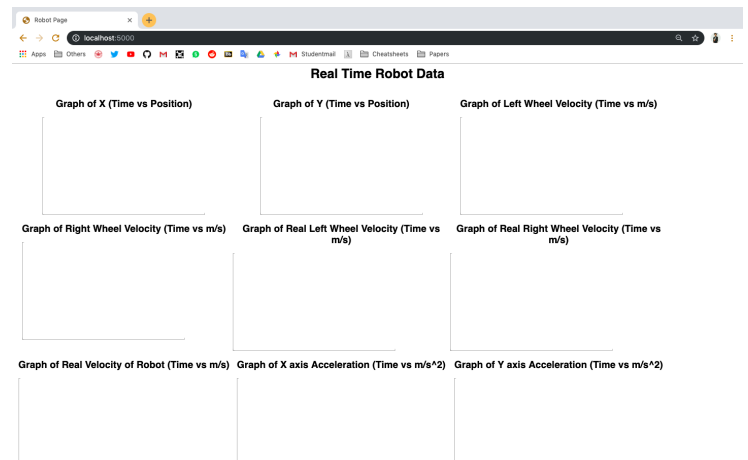 Robot Page
localhost:5000
Apps Others Studentmail Cheatsheets Papers
Real Time Robot Data
Graph of X (Time vs Position)
Graph of Y (Time vs Position)
Graph of Left Wheel Velocity (Time vs m/s)
Graph of Right Wheel Velocity (Time vs m/s)
Graph of Real Left Wheel Velocity (Time vs
m/s)
Graph of Real Right Wheel Velocity (Time vs
m/s)
Graph of Real Velocity of Robot (Time vs m/s)
Graph of X axis Acceleration (Time vs m/s^2)
Graph of Y axis Acceleration (Time vs m/s^2)